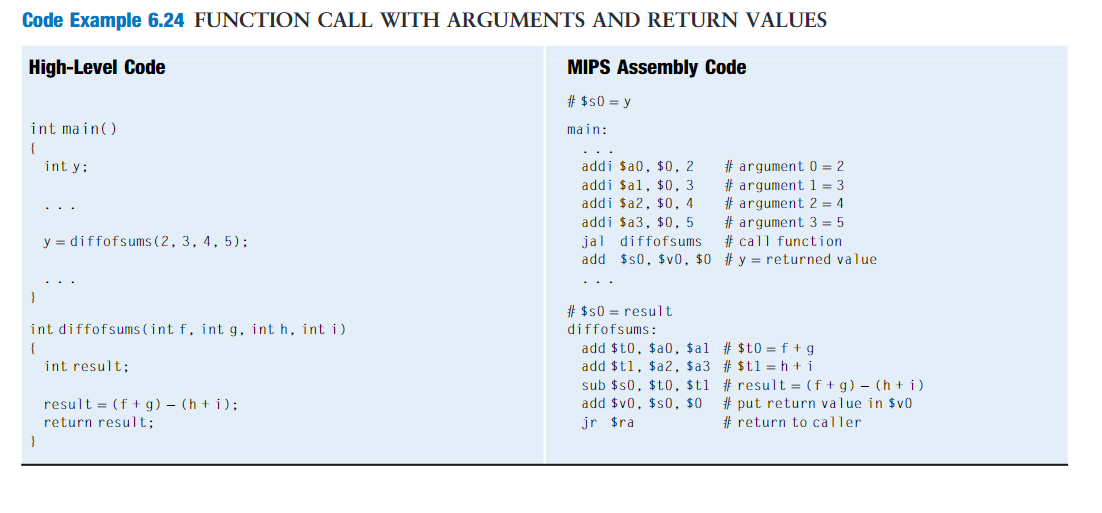 Code Example 6.24 FUNCTION CALL WITH ARGUMENTS AND RETURN VALUES
High-Level Code
int main()
{
int y;
. . .
y = diffofsums(2, 3, 4, 5);
. . .
}
int diffofsums(int f, int g, int h, int i)
{
int result;
result = (f + g) – (h + i);
return result;
}
MIPS Assembly Code
# $s0 = y
main:
. . .
addi $a0, $0, 2 # argument 0 = 2
addi $a1, $0, 3 # argument 1 = 3
addi $a2, $0, 4 # argument 2 = 4
addi $a3, $0, 5 # argument 3 = 5
jal diffofsums # call function
add $s0, $v0, $0 # y = returned value
. . .
# $s0 = result
diffofsums:
add $t0, $a0, $a1 # $t0 = f + g
add $t1, $a2, $a3 # $t1 = h + i
sub $s0, $t0, $t1 # result = (f + g) – (h + i)
add $v0, $s0, $0 # put return value in $v0
jr $ra # return to caller